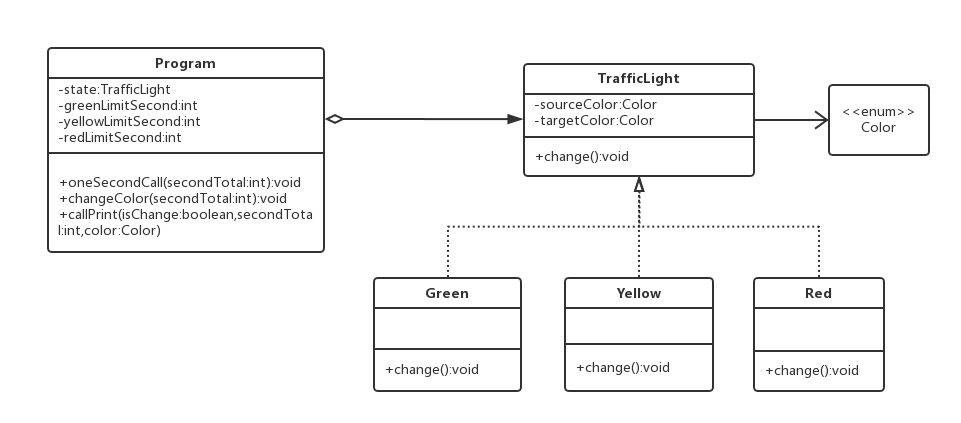 Program
-state:TrafficLight
-greenLimitSecond:int
-yellowLimitSecond:int
-redLimitSecond:int
+oneSecondCall(secondTotal:int):void
+changeColor(secondTotal:int):void
+callPrint(isChange:boolean,secondTota
l:int,color:Color)
TrafficLight
-sourceColor:Color
-targetColor:Color
+change():void
<<enum>>
Color
Green
+change():void
Yellow
+change():void
Red
+change():void